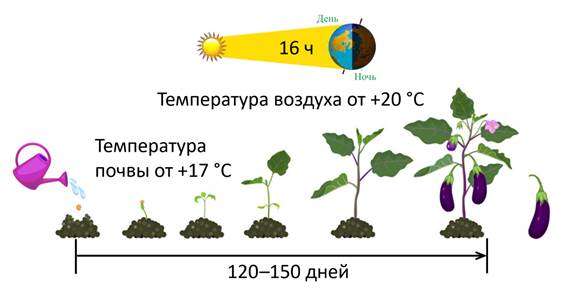 День
16 ч
Ночь
Температура воздуха от +20 °C
Температура
почвы от +17 °C
120–150 дней